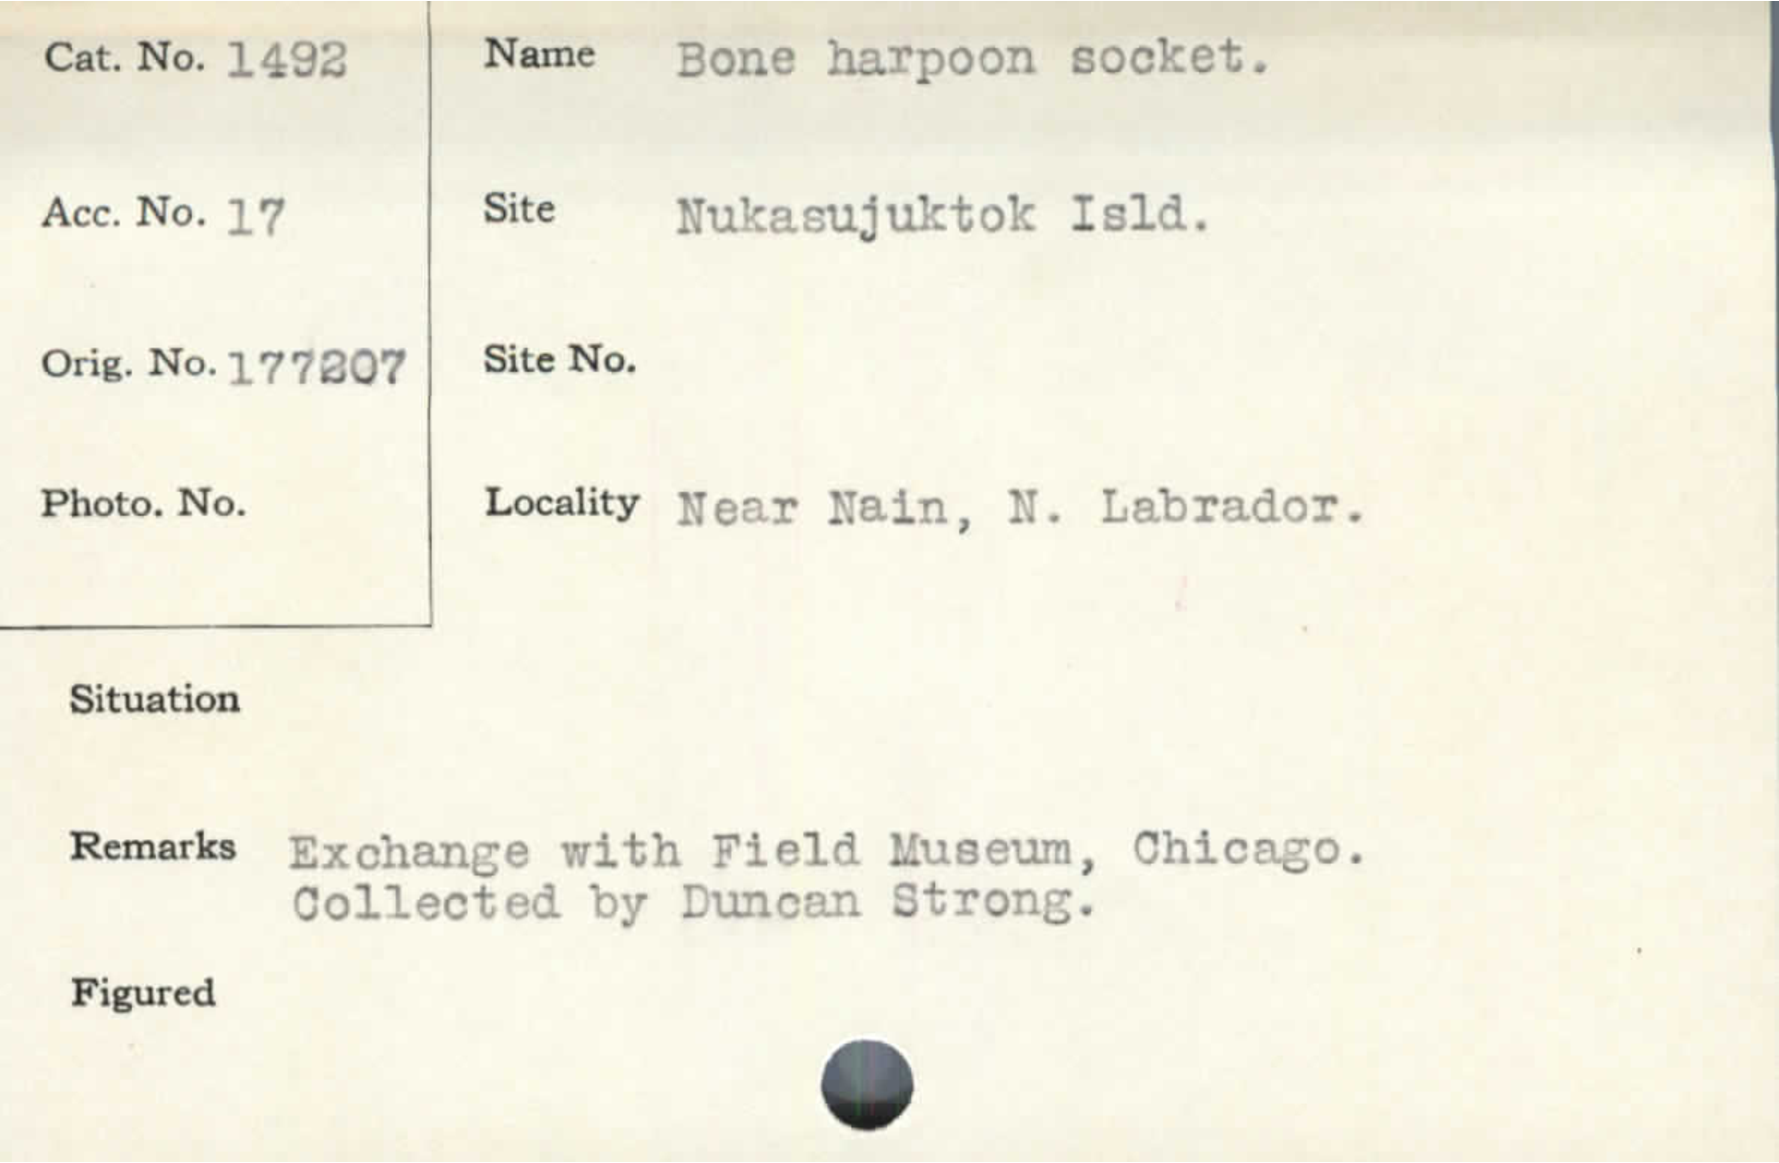 Cat. No. 1492
Name Bone harpoon socket.
Acc. No. 17
Site Nukasujuktok Isld.
Orig. No. 177207
Site No.
Photo. No.
Locality Near Nain, N. Labrador.
Situation
Remarks Exchange with Field Museum, Chicago.
Collected by Duncan Strong.
Figured